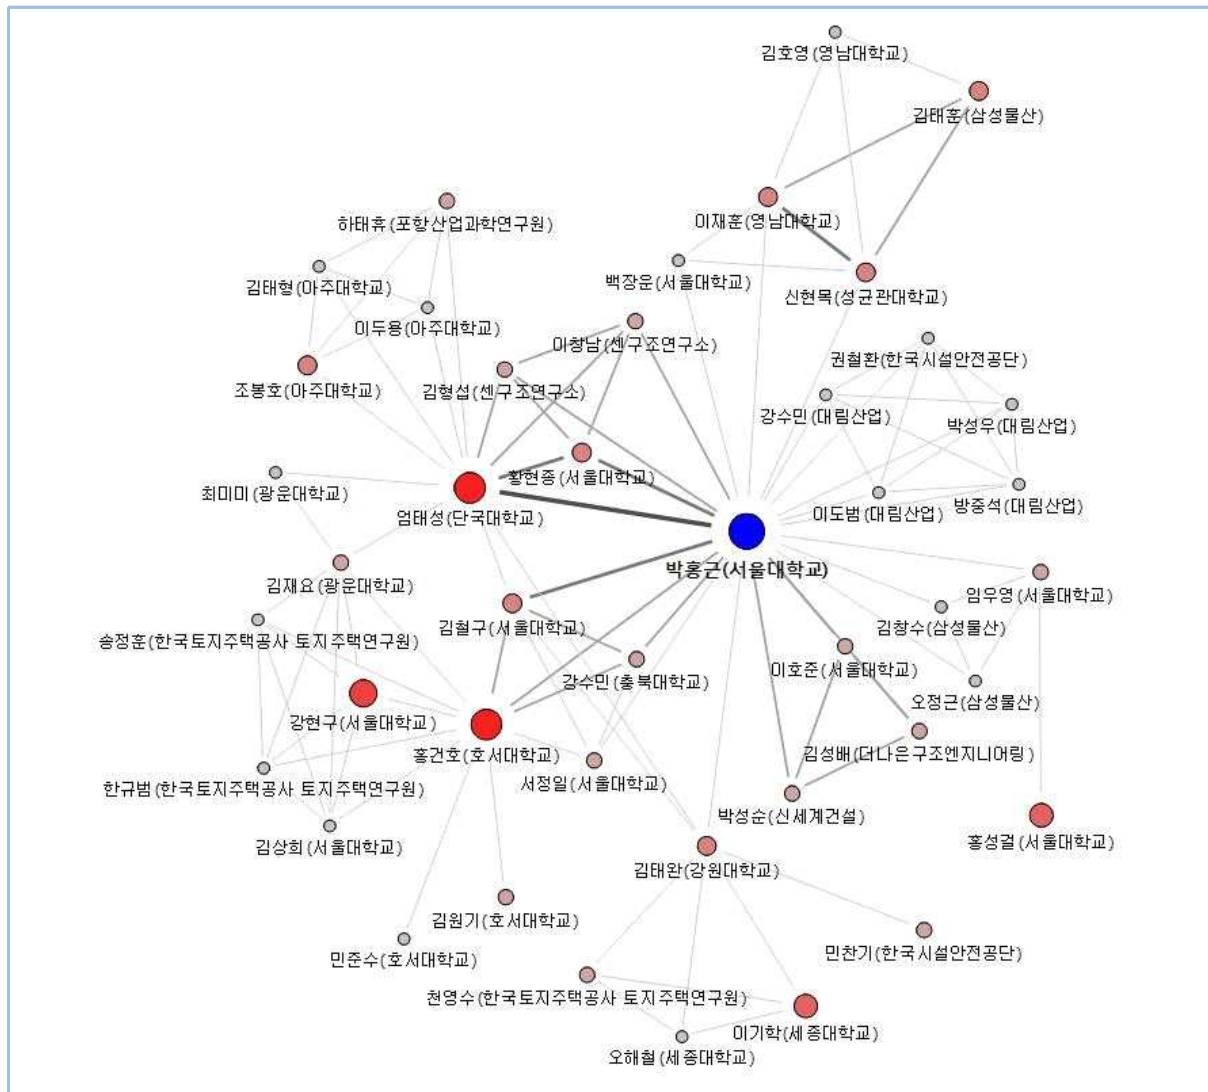 김호영(영남대학교)
김태훈(삼성물산)
이재훈(영남대학교)
하태휴(포항산업과학연구원)
백장운(서울대학교)
김태형(아주대학교)
신현목(성균관대학교)
이두용(아주대학교)
이창남(센구조연구소)
권철환(한국시설안전공단)
조봉호(아주대학교)
김형섭(센구조연구소)
강수민(대림산업)
박성우(대림산업)
황현종(서울대학교)
최미미(광운대학교)
이도범(대림산업)
방중석(대림산업)
엄태성(단국대학교)
박홍근(서울대학교)
김재요(광운대학교)
임우영(서울대학교)
김철구(서울대학교)
김창수(삼성물산)
송정훈(한국토지주택공사 토지주택연구원)
이호준(서울대학교)
강수민(충북대학교)
오정근(삼성물산)
강현구(서울대학교)
홍건호(호서대학교)
김성배(더나은구조엔지니어링)
한규범(한국토지주택공사 토지주택연구원)
서정일(서울대학교)
박성순(신세계건설)
홍성걸(서울대학교)
김상희(서울대학교)
김태완(강원대학교)
김원기(호서대학교)
민찬기(한국시설안전공단)
민준수(호서대학교)
천영수(한국토지주택공사 토지주택연구원)
이기학(세종대학교)
오해철(세종대학교)